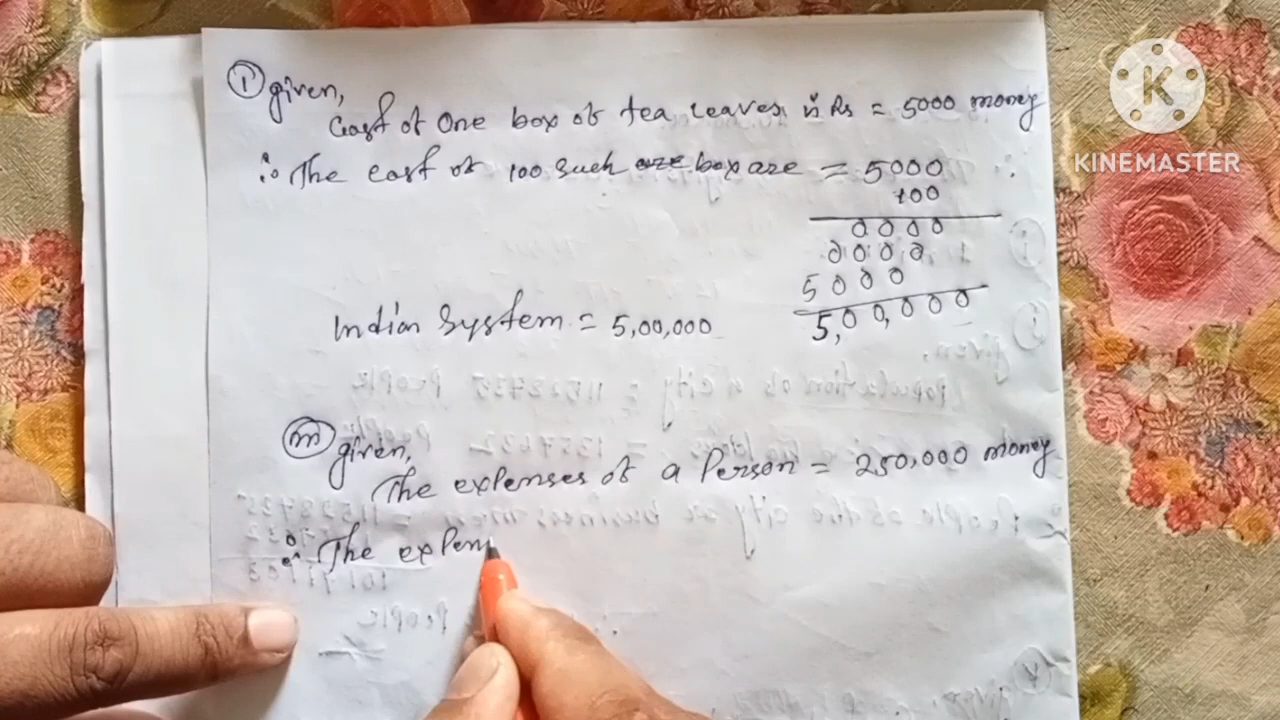 ① given,
Cost of One box of tea leaves is Rs = 5000 money
∴ The cost of 100 such are box are = 5000
100
0000
0000
5000
5,00,000
Indian System = 5,00,000
given,
The expenses of a Person = 250,000 money
∴ The expen
K
KINEMASTER